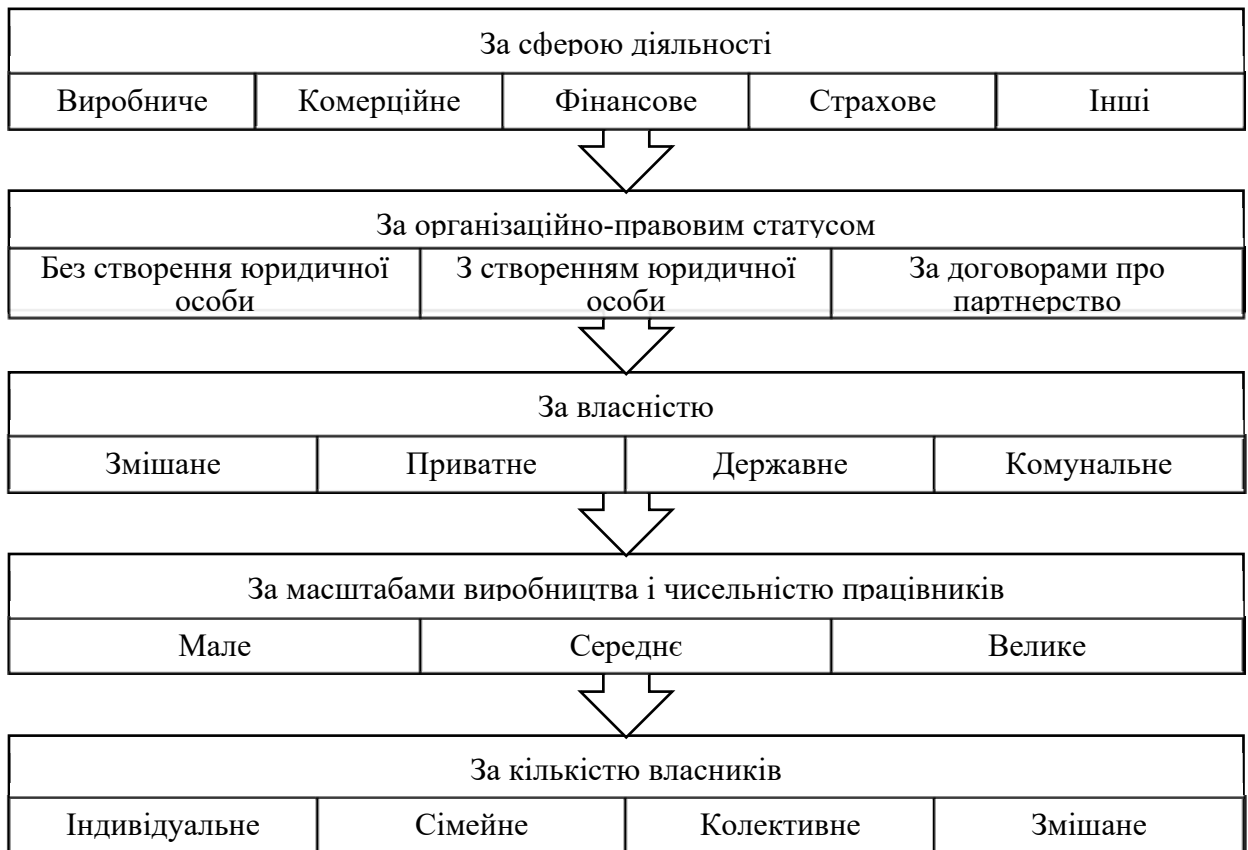 За сферою діяльності
Виробниче Комерційне Фінансове Страхове Інші
За організаційно-правовим статусом
Без створення юридичної З створенням юридичної За договорами про
особи особи партнерство
За власністю
Змішане Приватне Державне Комунальне
За масштабами виробництва і чисельністю працівників
Мале Середнє Велике
За кількістю власників
Індивідуальне Сімейне Колективне Змішане